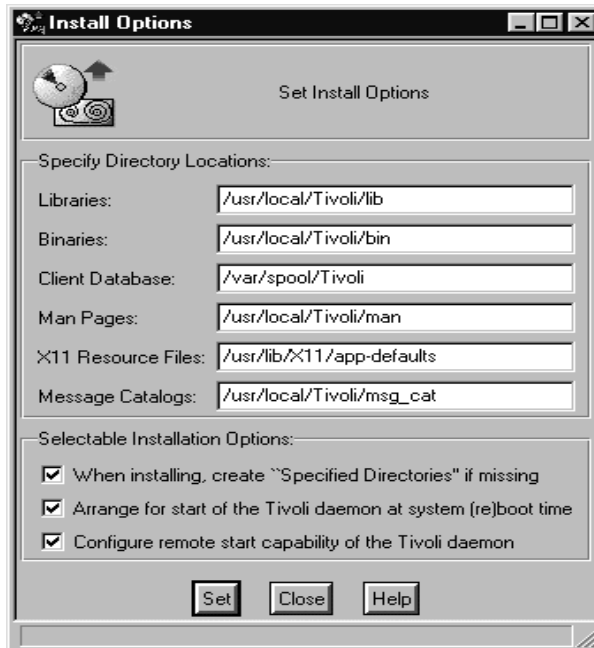 Install Options
Set Install Options
Specify Directory Locations:
Libraries: /usr/local/Tivoli/lib
Binaries: /usr/local/Tivoli/bin
Client Database: /var/spool/Tivoli
Man Pages: /usr/local/Tivoli/man
X11 Resource Files: /usr/lib/X11/app-defaults
Message Catalogs: /usr/local/Tivoli/msg_cat
Selectable Installation Options:
When installing, create ``Specified Directories" if missing
Arrange for start of the Tivoli daemon at system (re)boot time
Configure remote start capability of the Tivoli daemon
Set Close Help